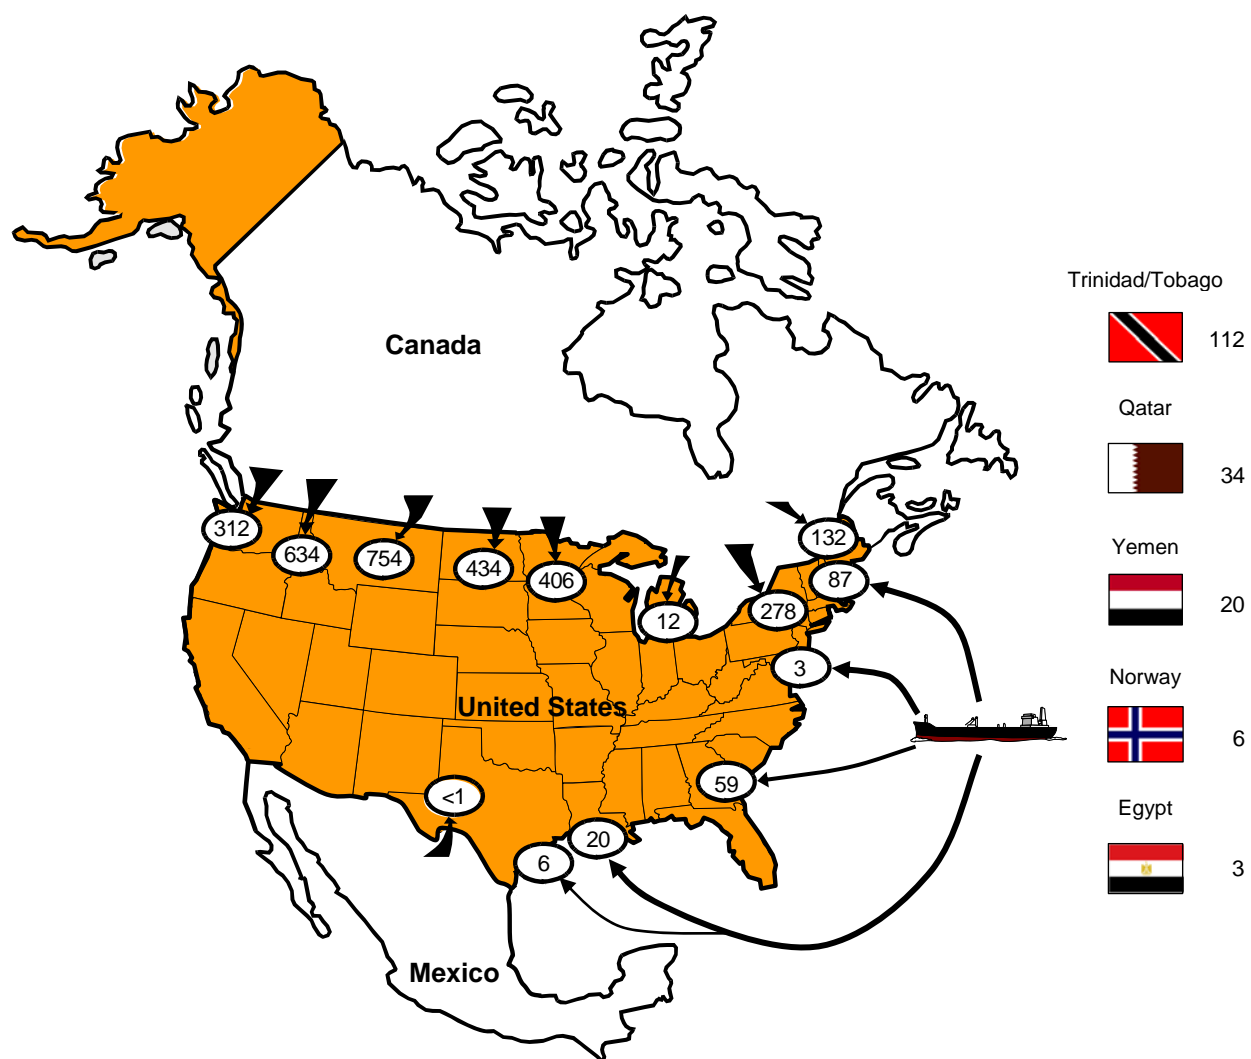 Trinidad/Tobago
112
Canada
Qatar
34
312
634
754
434
406
12
132
87
278
3
Yemen
20
United States
Norway
6
<1
59
20
6
Egypt
3
Mexico